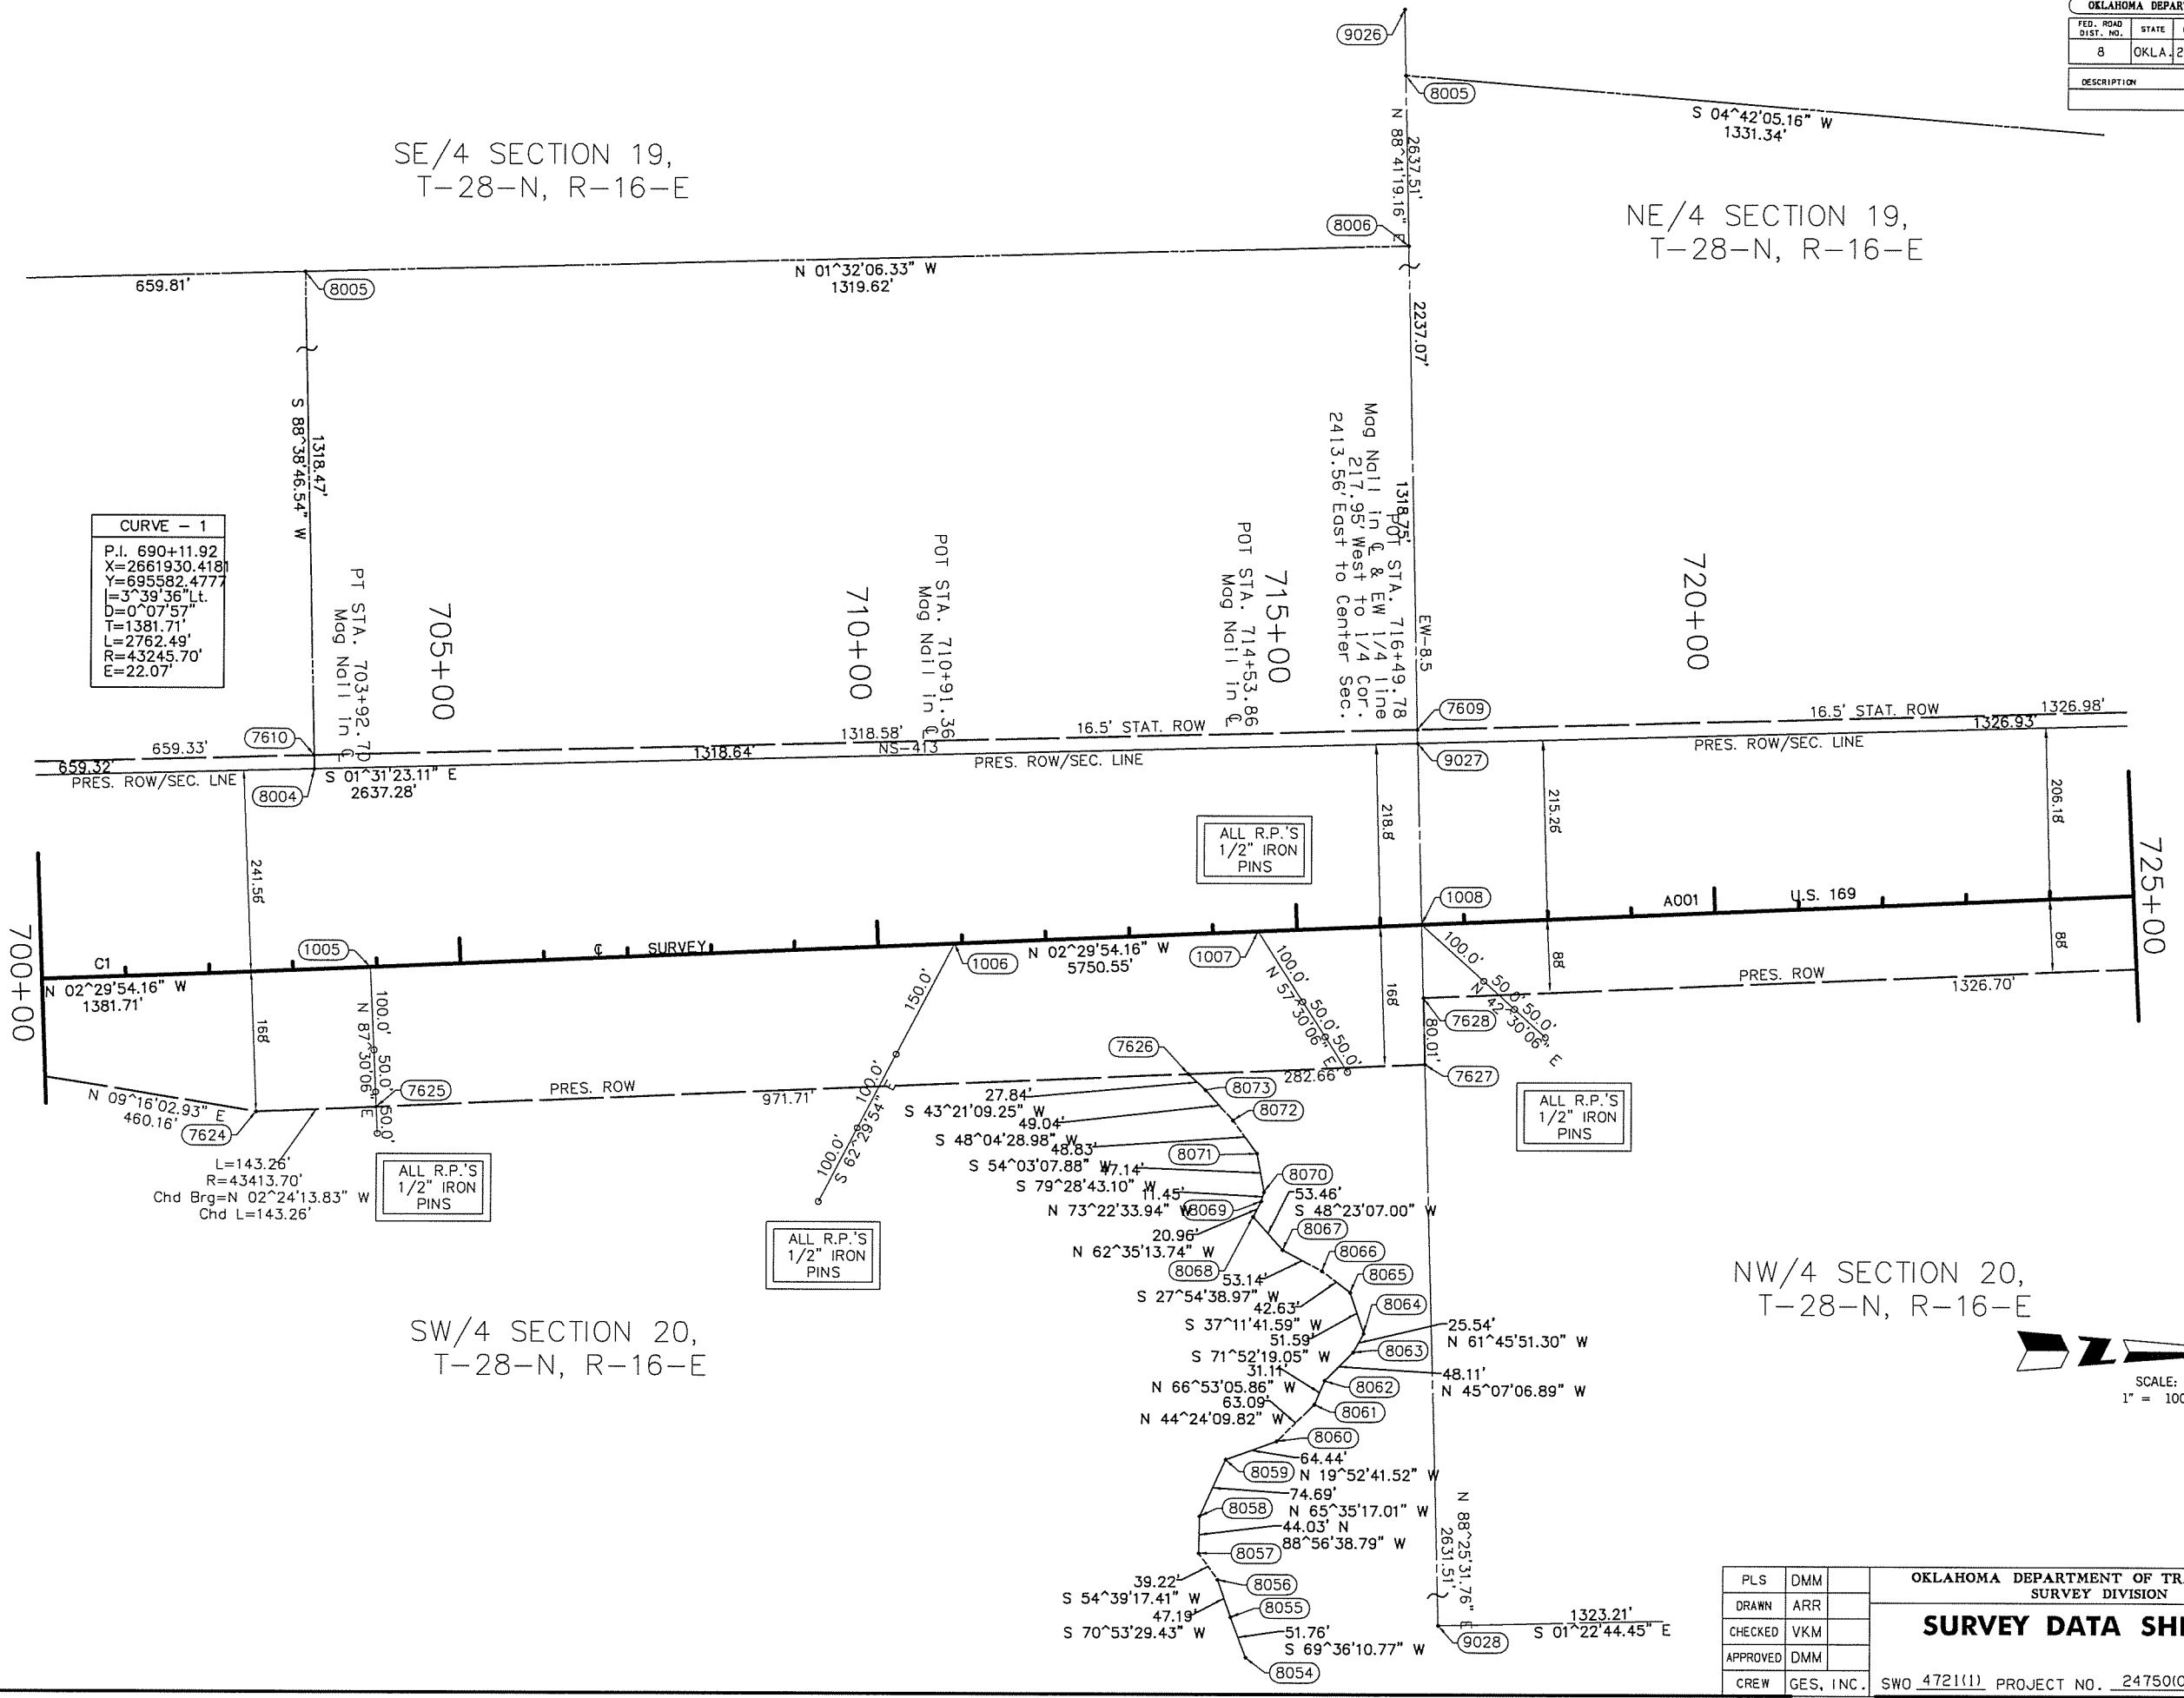 OKLAHOMA DEPAR
FED. ROAD DIST. NO.
STATE
8
OKLA.
2
DESCRIPTION
9026
8005
S 04^42'05.16" W
1331.34'
N 88^41'19.16" E
2637.51'
SE/4 SECTION 19,
T-28-N, R-16-E
NE/4 SECTION 19,
T-28-N, R-16-E
8006
659.81'
8005
N 01^32'06.33" W
1319.62'
2237.07'
1318.47'
S 88^38'46.54" W
CURVE - 1
P.I. 690+11.92
X=2661930.4181
Y=695582.4777
I=3^39'36"Lt.
D=0^07'57"
T=1381.71'
L=2762.49'
R=43245.70'
E=22.07'
PT STA. 703+92.70
Mag Nail in ℄
705+00
710+00
POT STA. 710+91.36
Mag Nail in ℄
715+00
POT STA. 714+53.86
Mag Nail in ℄
1318.75'
POT STA. 716+49.78
Mag Nail in ℄ & EW 1/4 line
217.95' West to 1/4 Cor.
2413.56' East to Center Sec.
EW-8.5
720+00
7610
7609
659.33'
1318.58'
NS-413
16.5' STAT. ROW
16.5' STAT. ROW
1326.98'
1326.93'
659.32'
PRES. ROW/SEC. LNE
1318.64'
PRES. ROW/SEC. LINE
9027
PRES. ROW/SEC. LINE
8004
S 01^31'23.11" E
2637.28'
241.56'
218.8'
215.26'
206.18'
ALL R.P.'S
1/2" IRON
PINS
700+00
725+00
C1
1005
℄ SURVEY
1006
N 02^29'54.16" W
5750.55'
1007
1008
A001
U.S. 169
N 02^29'54.16" W
1381.71'
168'
168'
88'
88'
100.0'
50.0'
50.0'
N 87^30'06" E
150.0'
100.0'
100.0'
S 62^29'54" E
100.0'
50.0'
50.0'
N 57^30'06" E
100.0'
50.0'
50.0'
N 42^30'06" E
N 09^16'02.93" E
460.16'
7624
7625
PRES. ROW
971.71'
7626
282.66'
7628
80.01'
7627
PRES. ROW
1326.70'
L=143.26'
R=43413.70'
Chd Brg=N 02^24'13.83" W
Chd L=143.26'
ALL R.P.'S
1/2" IRON
PINS
ALL R.P.'S
1/2" IRON
PINS
ALL R.P.'S
1/2" IRON
PINS
27.84'
S 43^21'09.25" W
8073
49.04'
S 48^04'28.98" W
8072
48.83'
S 54^03'07.88" W
8071
47.14'
S 79^28'43.10" W
8070
11.45'
N 73^22'33.94" W
8069
53.46'
S 48^23'07.00" W
20.96'
N 62^35'13.74" W
8067
8068
8066
53.14'
S 27^54'38.97" W
8065
42.63'
S 37^11'41.59" W
8064
51.59'
S 71^52'19.05" W
25.54'
N 61^45'51.30" W
8063
31.11'
N 66^53'05.86" W
8062
48.11'
N 45^07'06.89" W
63.09'
N 44^24'09.82" W
8061
8060
64.44'
N 19^52'41.52" W
8059
74.69'
N 65^35'17.01" W
8058
44.03' N
88^56'38.79" W
8057
39.22'
S 54^39'17.41" W
8056
47.19'
S 70^53'29.43" W
8055
51.76'
S 69^36'10.77" W
8054
SW/4 SECTION 20,
T-28-N, R-16-E
NW/4 SECTION 20,
T-28-N, R-16-E
SCALE:
1" = 100
N 88^25'31.76" E
2631.51'
1323.21'
S 01^22'44.45" E
9028
PLS DMM
DRAWN ARR
CHECKED VKM
APPROVED DMM
CREW GES, INC.
OKLAHOMA DEPARTMENT OF TR
SURVEY DIVISION
SURVEY DATA SH
SWO 4721(1) PROJECT NO. 24750(0